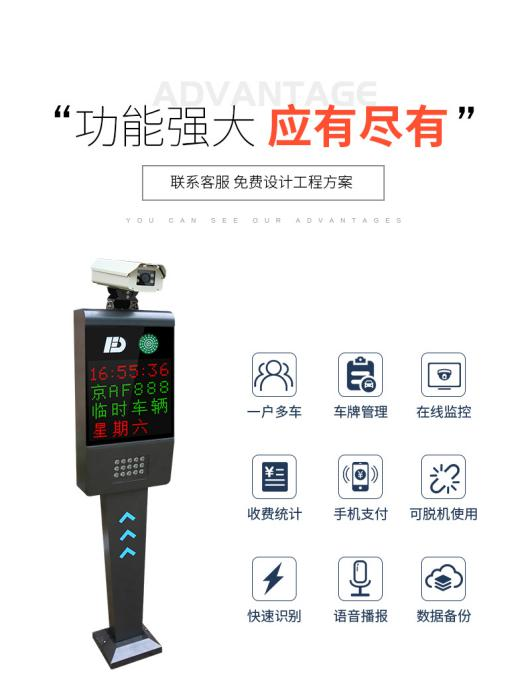 ADVANTAGE
“功能强大 应有尽有”
联系客服 免费设计工程方案
YOU CAN SEE OUR ADVANTAGES
16:55:36
京AF888
临时车辆
星期六
一户多车 车牌管理 在线监控
收费统计 手机支付 可脱机使用
快速识别 语音播报 数据备份